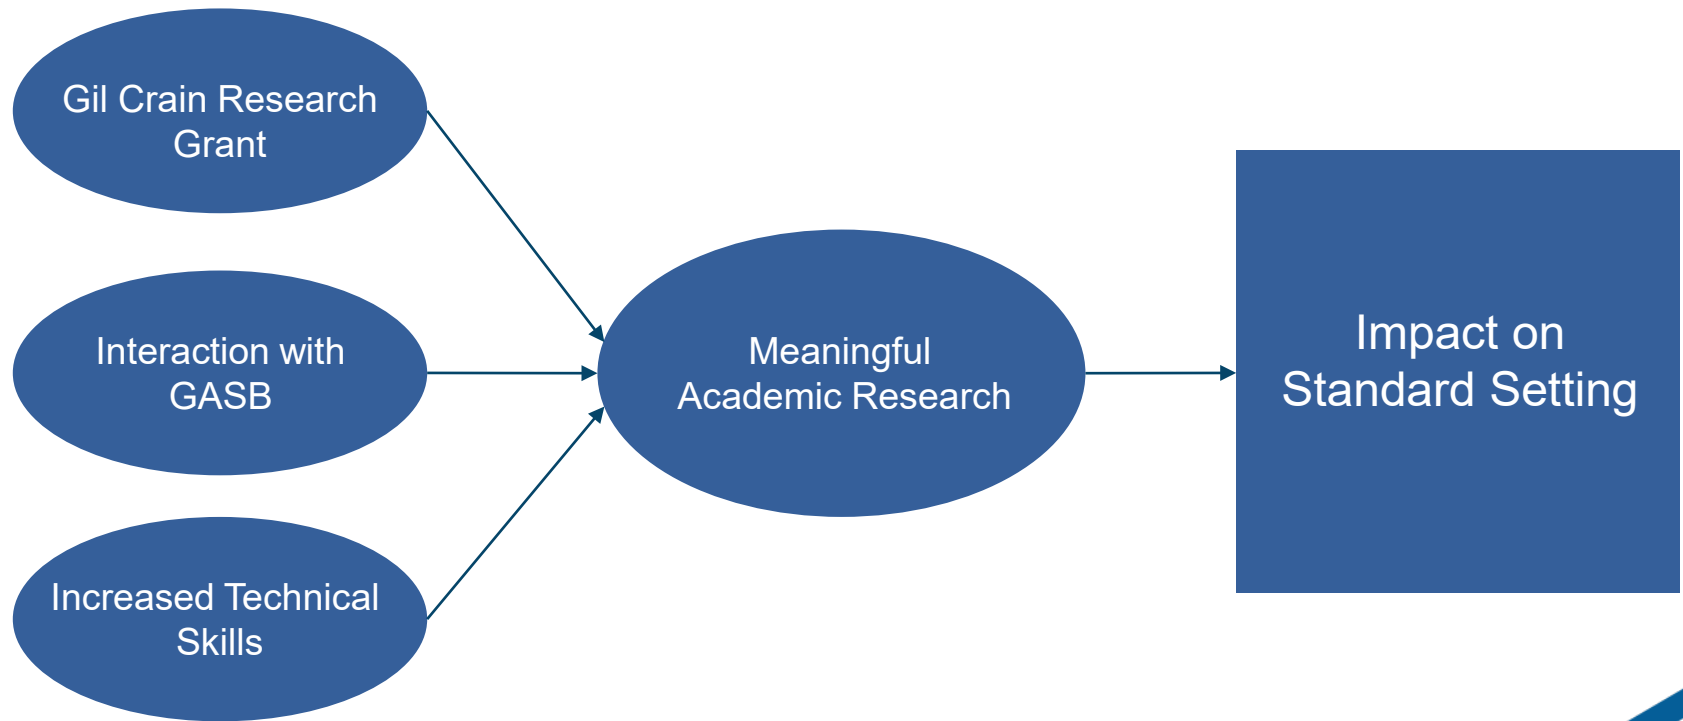 Gil Crain Research
Grant
Interaction with
GASB
Increased Technical
Skills
Meaningful
Academic Research
Impact on
Standard Setting